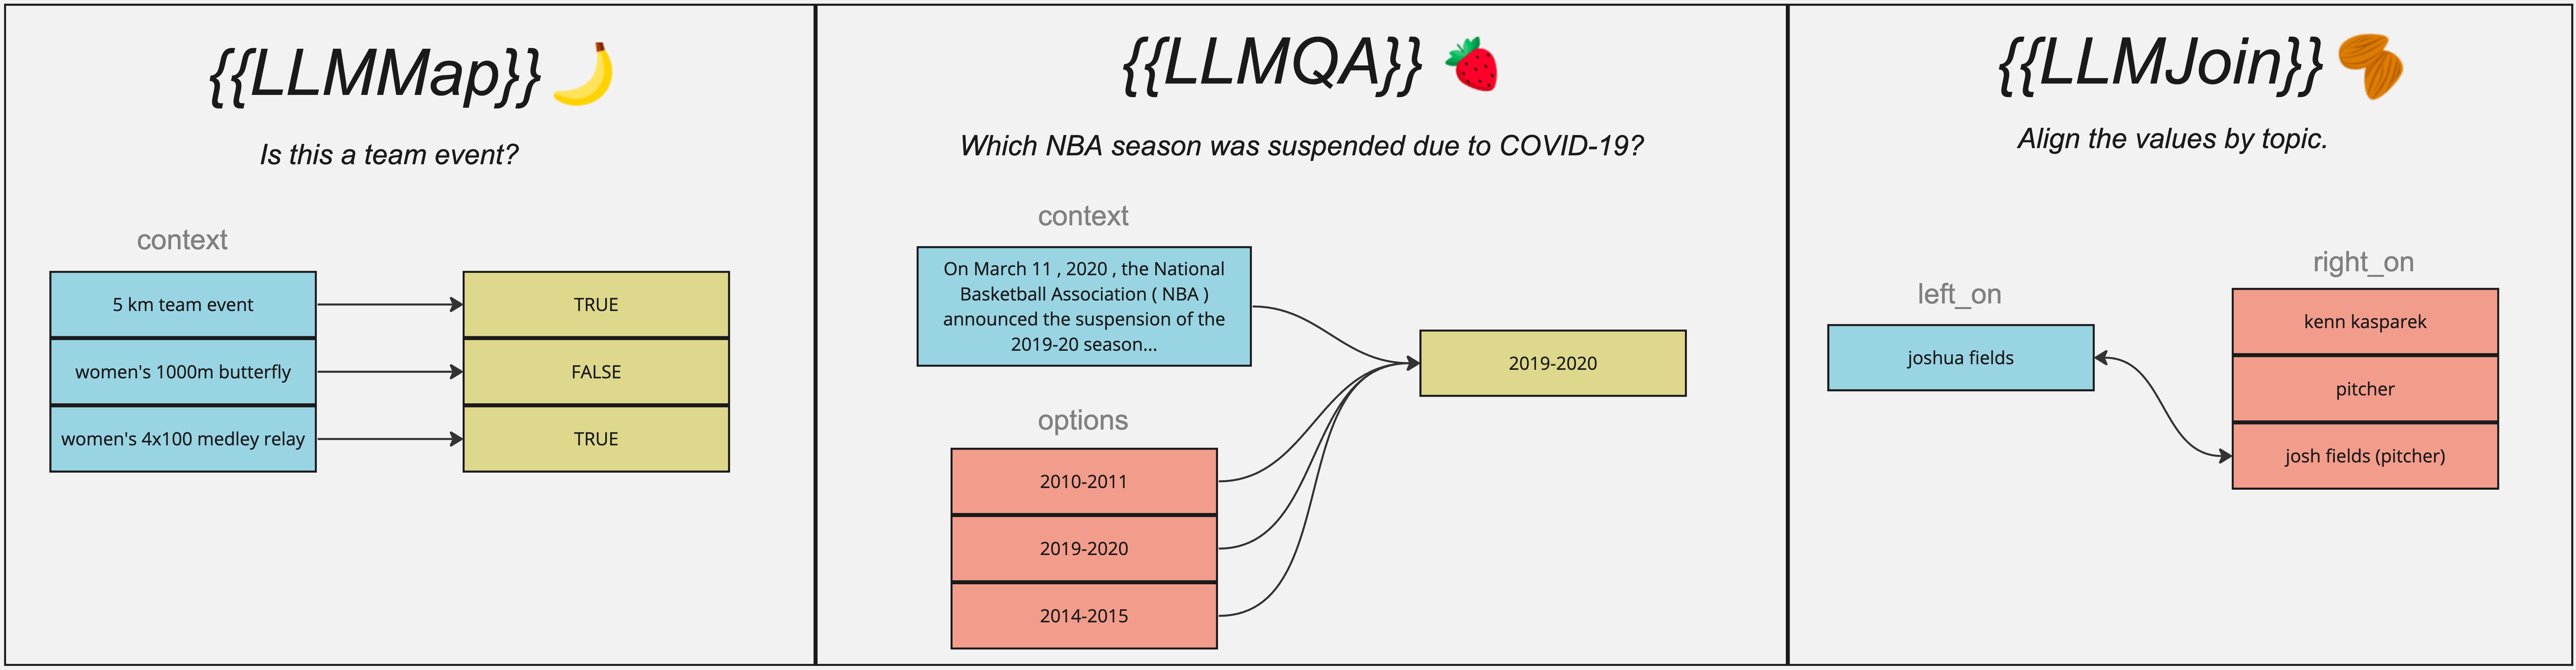 {{LLMMap}}
Is this a team event?
context
5 km team event
TRUE
women's 1000m butterfly
FALSE
women's 4x100 medley relay
TRUE
{{LLMQA}}
Which NBA season was suspended due to COVID-19?
context
On March 11 , 2020 , the National
Basketball Association ( NBA )
announced the suspension of the
2019-20 season...
options
2010-2011
2019-2020
2014-2015
2019-2020
{{LLMJoin}}
Align the values by topic.
left_on
joshua fields
right_on
kenn kasparek
pitcher
josh fields (pitcher)